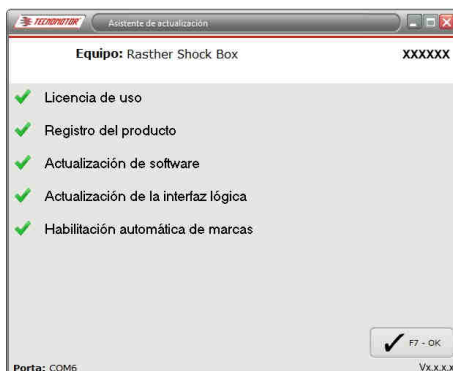 TECNOMOTOR Asistente de actualización
Equipo: Rasther Shock Box XXXXXX
Licencia de uso
Registro del producto
Actualización de software
Actualización de la interfaz lógica
Habilitación automática de marcas
F7 - OK
Porta: COM6 Vx.x.x.x